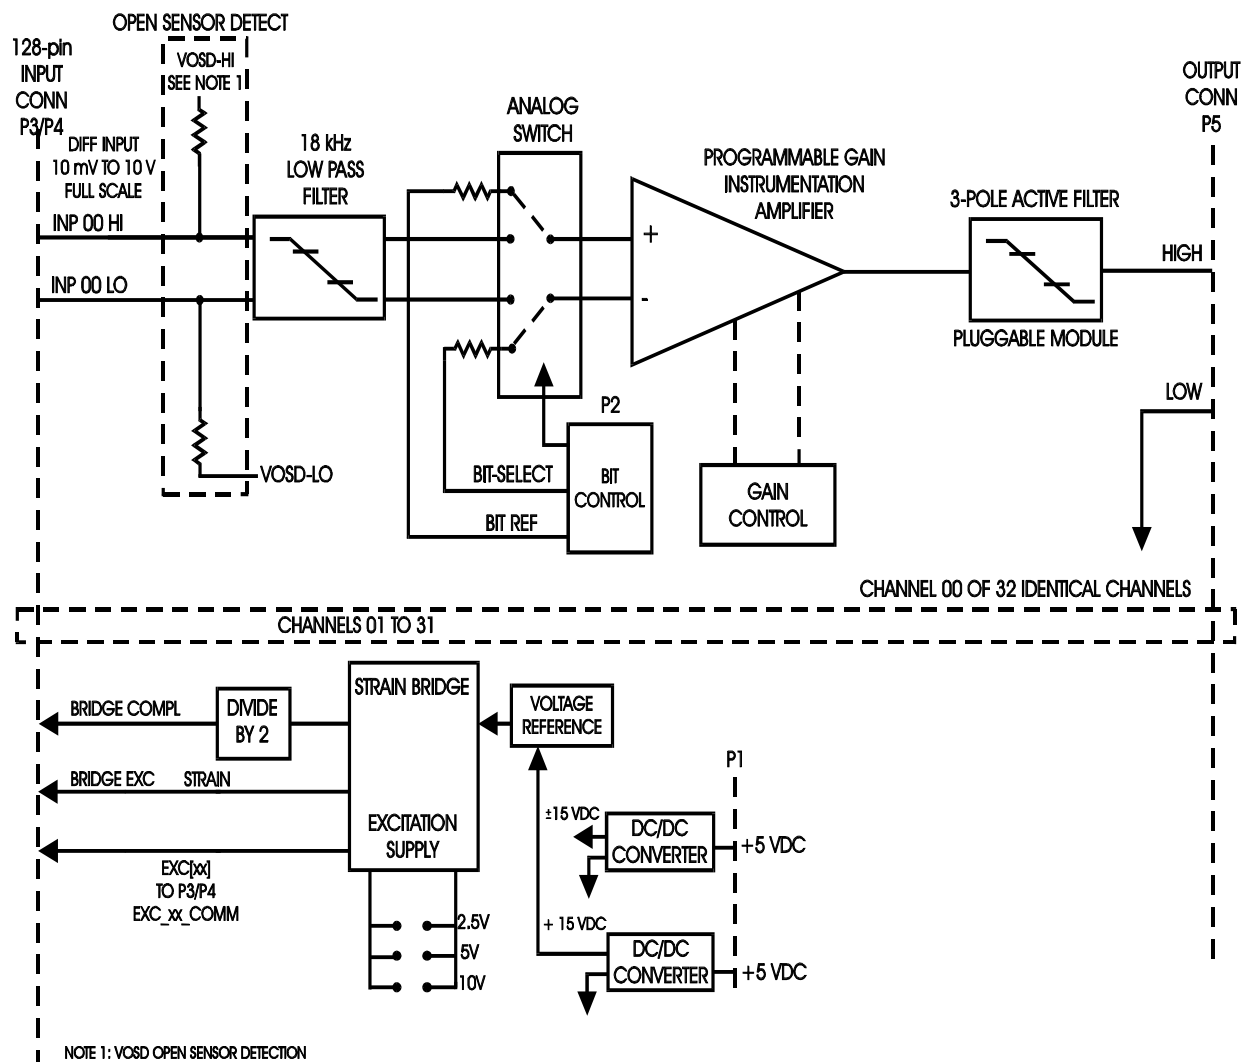 OPEN SENSOR DETECT
128-pin
INPUT
CONN
P3/P4
VOSD-HI
SEE NOTE 1
DIFF INPUT
10 mV TO 10 V
FULL SCALE
INP 00 HI
INP 00 LO
VOSD-LO
18 kHz
LOW PASS
FILTER
ANALOG
SWITCH
PROGRAMMABLE GAIN
INSTRUMENTATION
AMPLIFIER
+
-
3-POLE ACTIVE FILTER
PLUGGABLE MODULE
OUTPUT
CONN
P5
HIGH
LOW
P2
BIT
CONTROL
BIT-SELECT
BIT REF
GAIN
CONTROL
CHANNEL 00 OF 32 IDENTICAL CHANNELS
CHANNELS 01 TO 31
BRIDGE COMPL
DIVIDE
BY 2
STRAIN BRIDGE
EXCITATION
SUPPLY
VOLTAGE
REFERENCE
BRIDGE EXC STRAIN
EXC[xx]
TO P3/P4
EXC_xx_COMM
2.5V
5V
10V
P1
±15 VDC
DC/DC
CONVERTER
+5 VDC
+ 15 VDC
DC/DC
CONVERTER
+5 VDC
NOTE 1: VOSD OPEN SENSOR DETECTION